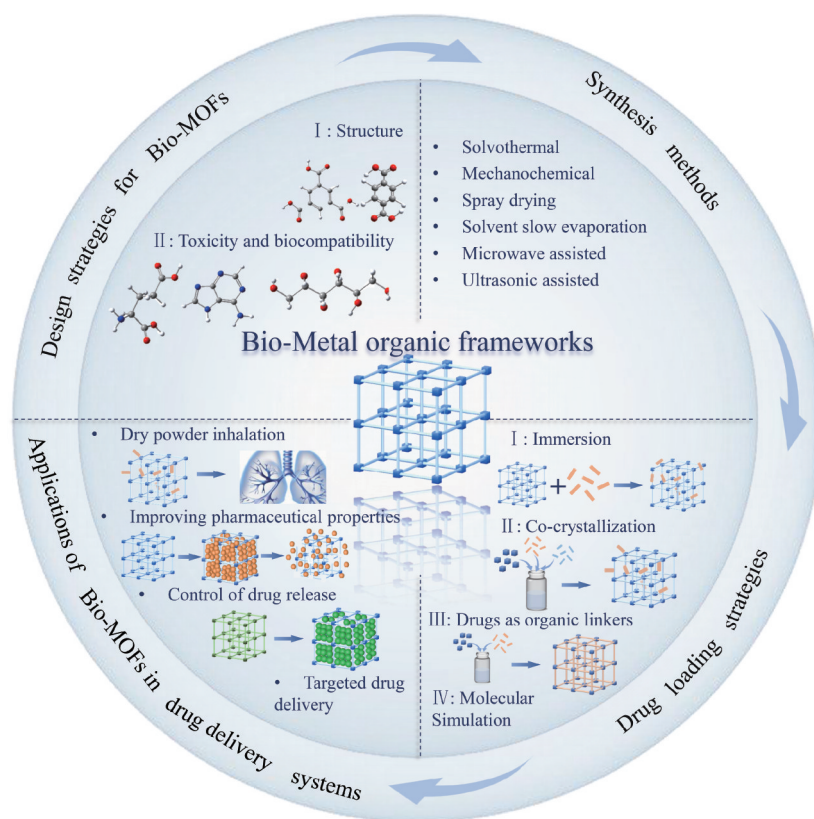 Design strategies for Bio-MOFs
Synthesis methods
Ⅰ: Structure
Ⅱ: Toxicity and biocompatibility
• Solvothermal
• Mechanochemical
• Spray drying
• Solvent slow evaporation
• Microwave assisted
• Ultrasonic assisted
Bio-Metal organic frameworks
• Dry powder inhalation
• Improving pharmaceutical properties
• Control of drug release
• Targeted drug
delivery
Ⅰ: Immersion
+
Ⅱ: Co-crystallization
Ⅲ: Drugs as organic linkers
Ⅳ: Molecular
Simulation
Applications of Bio-MOFs in drug delivery systems
Drug loading strategies